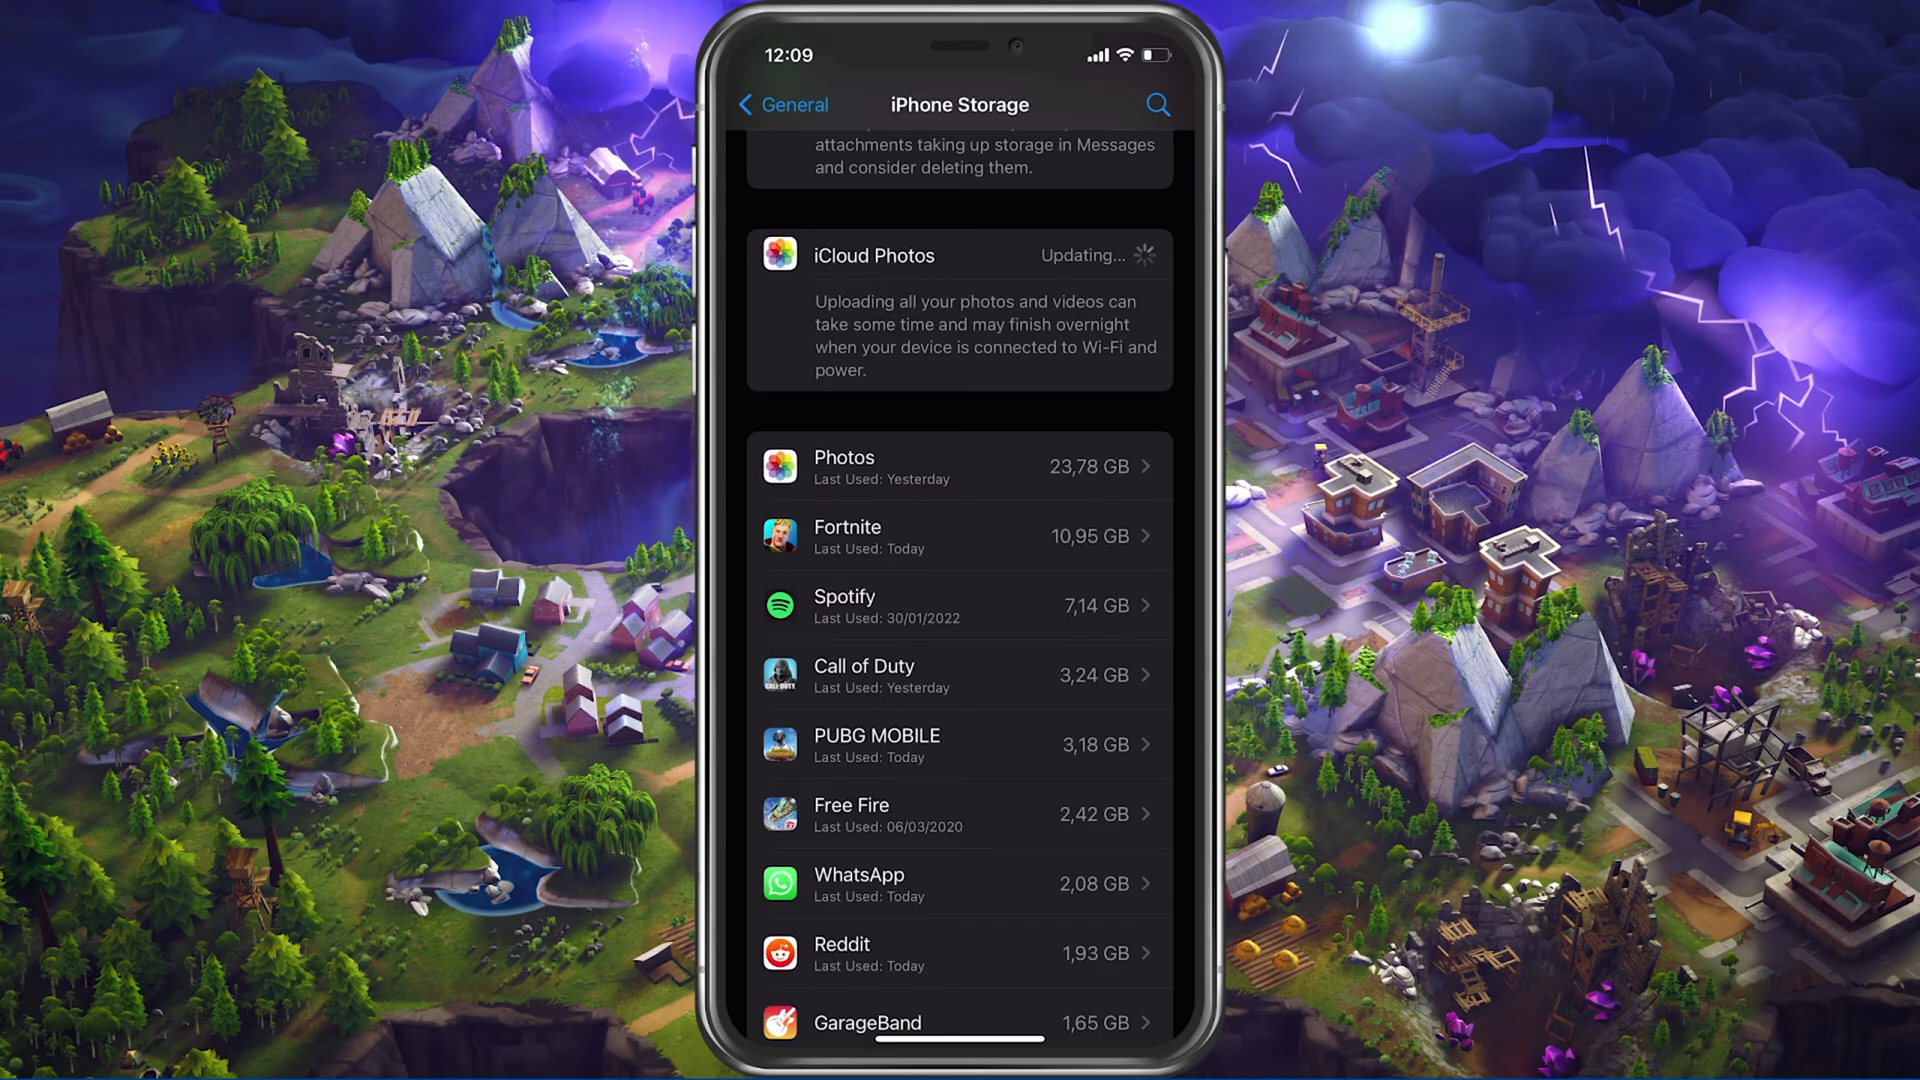 12:09
General
iPhone Storage
attachments taking up storage in Messages
and consider deleting them.
iCloud Photos
Updating...
Uploading all your photos and videos can
take some time and may finish overnight
when your device is connected to Wi-Fi and
power.
Photos
23,78 GB
Last Used: Yesterday
Fortnite
10,95 GB
Last Used: Today
Spotify
7,14 GB
Last Used: 30/01/2022
Call of Duty
3,24 GB
Last Used: Yesterday
PUBG MOBILE
3,18 GB
Last Used: Today
Free Fire
2,42 GB
Last Used: 06/03/2020
WhatsApp
2,08 GB
Last Used: Today
Reddit
1,93 GB
Last Used: Today
GarageBand
1,65 GB